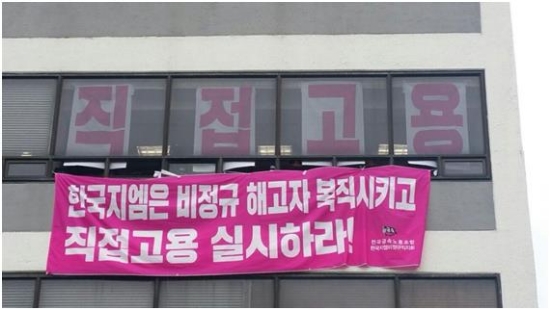 직접고용
한국지엠은 비정규 해고자 복직시키고
직접고용 실시하라!